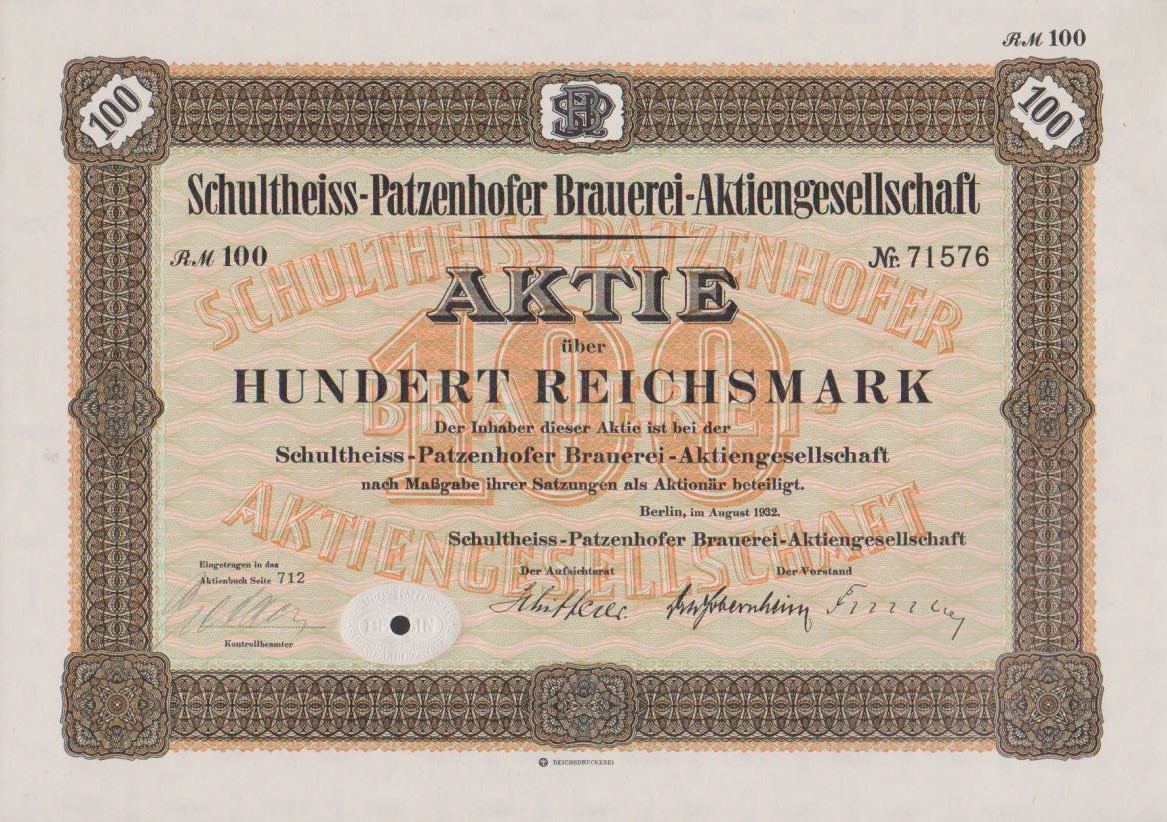 RM 100
100
SHP
100
Schultheiss-Patzenhofer Brauerei-Aktiengesellschaft
RM 100
Nr. 71576
SCHULTHEISS-PATZENHOFER
AKTIE
über
100
HUNDERT REICHSMARK
BRAUEREI
Der Inhaber dieser Aktie ist bei der
Schultheiss-Patzenhofer Brauerei-Aktiengesellschaft
nach Maßgabe ihrer Satzungen als Aktionär beteiligt.
Berlin, im August 1932.
AKTIENGESELLSCHAFT
Schultheiss-Patzenhofer Brauerei-Aktiengesellschaft
Eingetragen in das
Aktienbuch Seite 712
Der Aufsichtsrat
Der Vorstand
Kontrollbeamter
REICHSDRUCKEREI